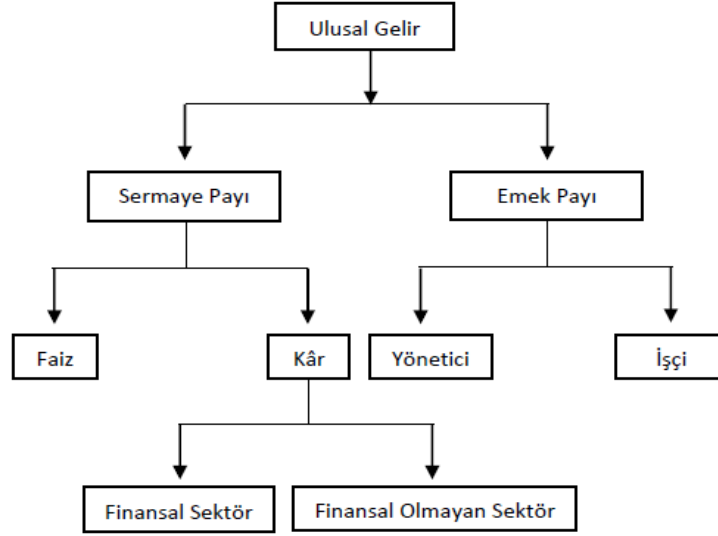 Ulusal Gelir
Sermaye Payı
Emek Payı
Faiz
Kâr
Yönetici
İşçi
Finansal Sektör
Finansal Olmayan Sektör